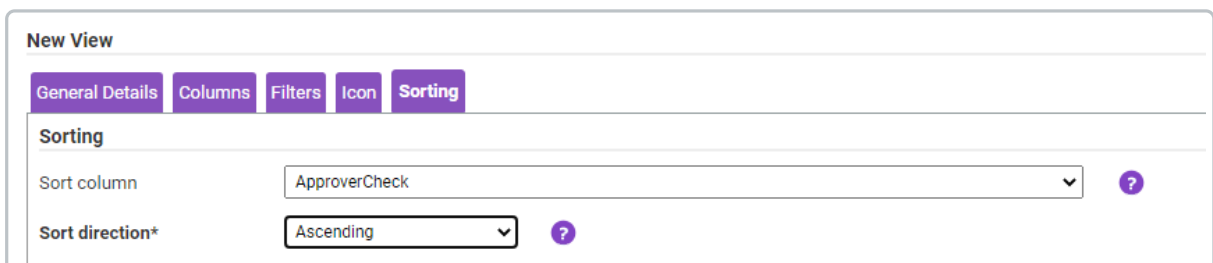 New View
General Details Columns Filters Icon Sorting
Sorting
Sort column ApproverCheck ?
Sort direction* Ascending ?